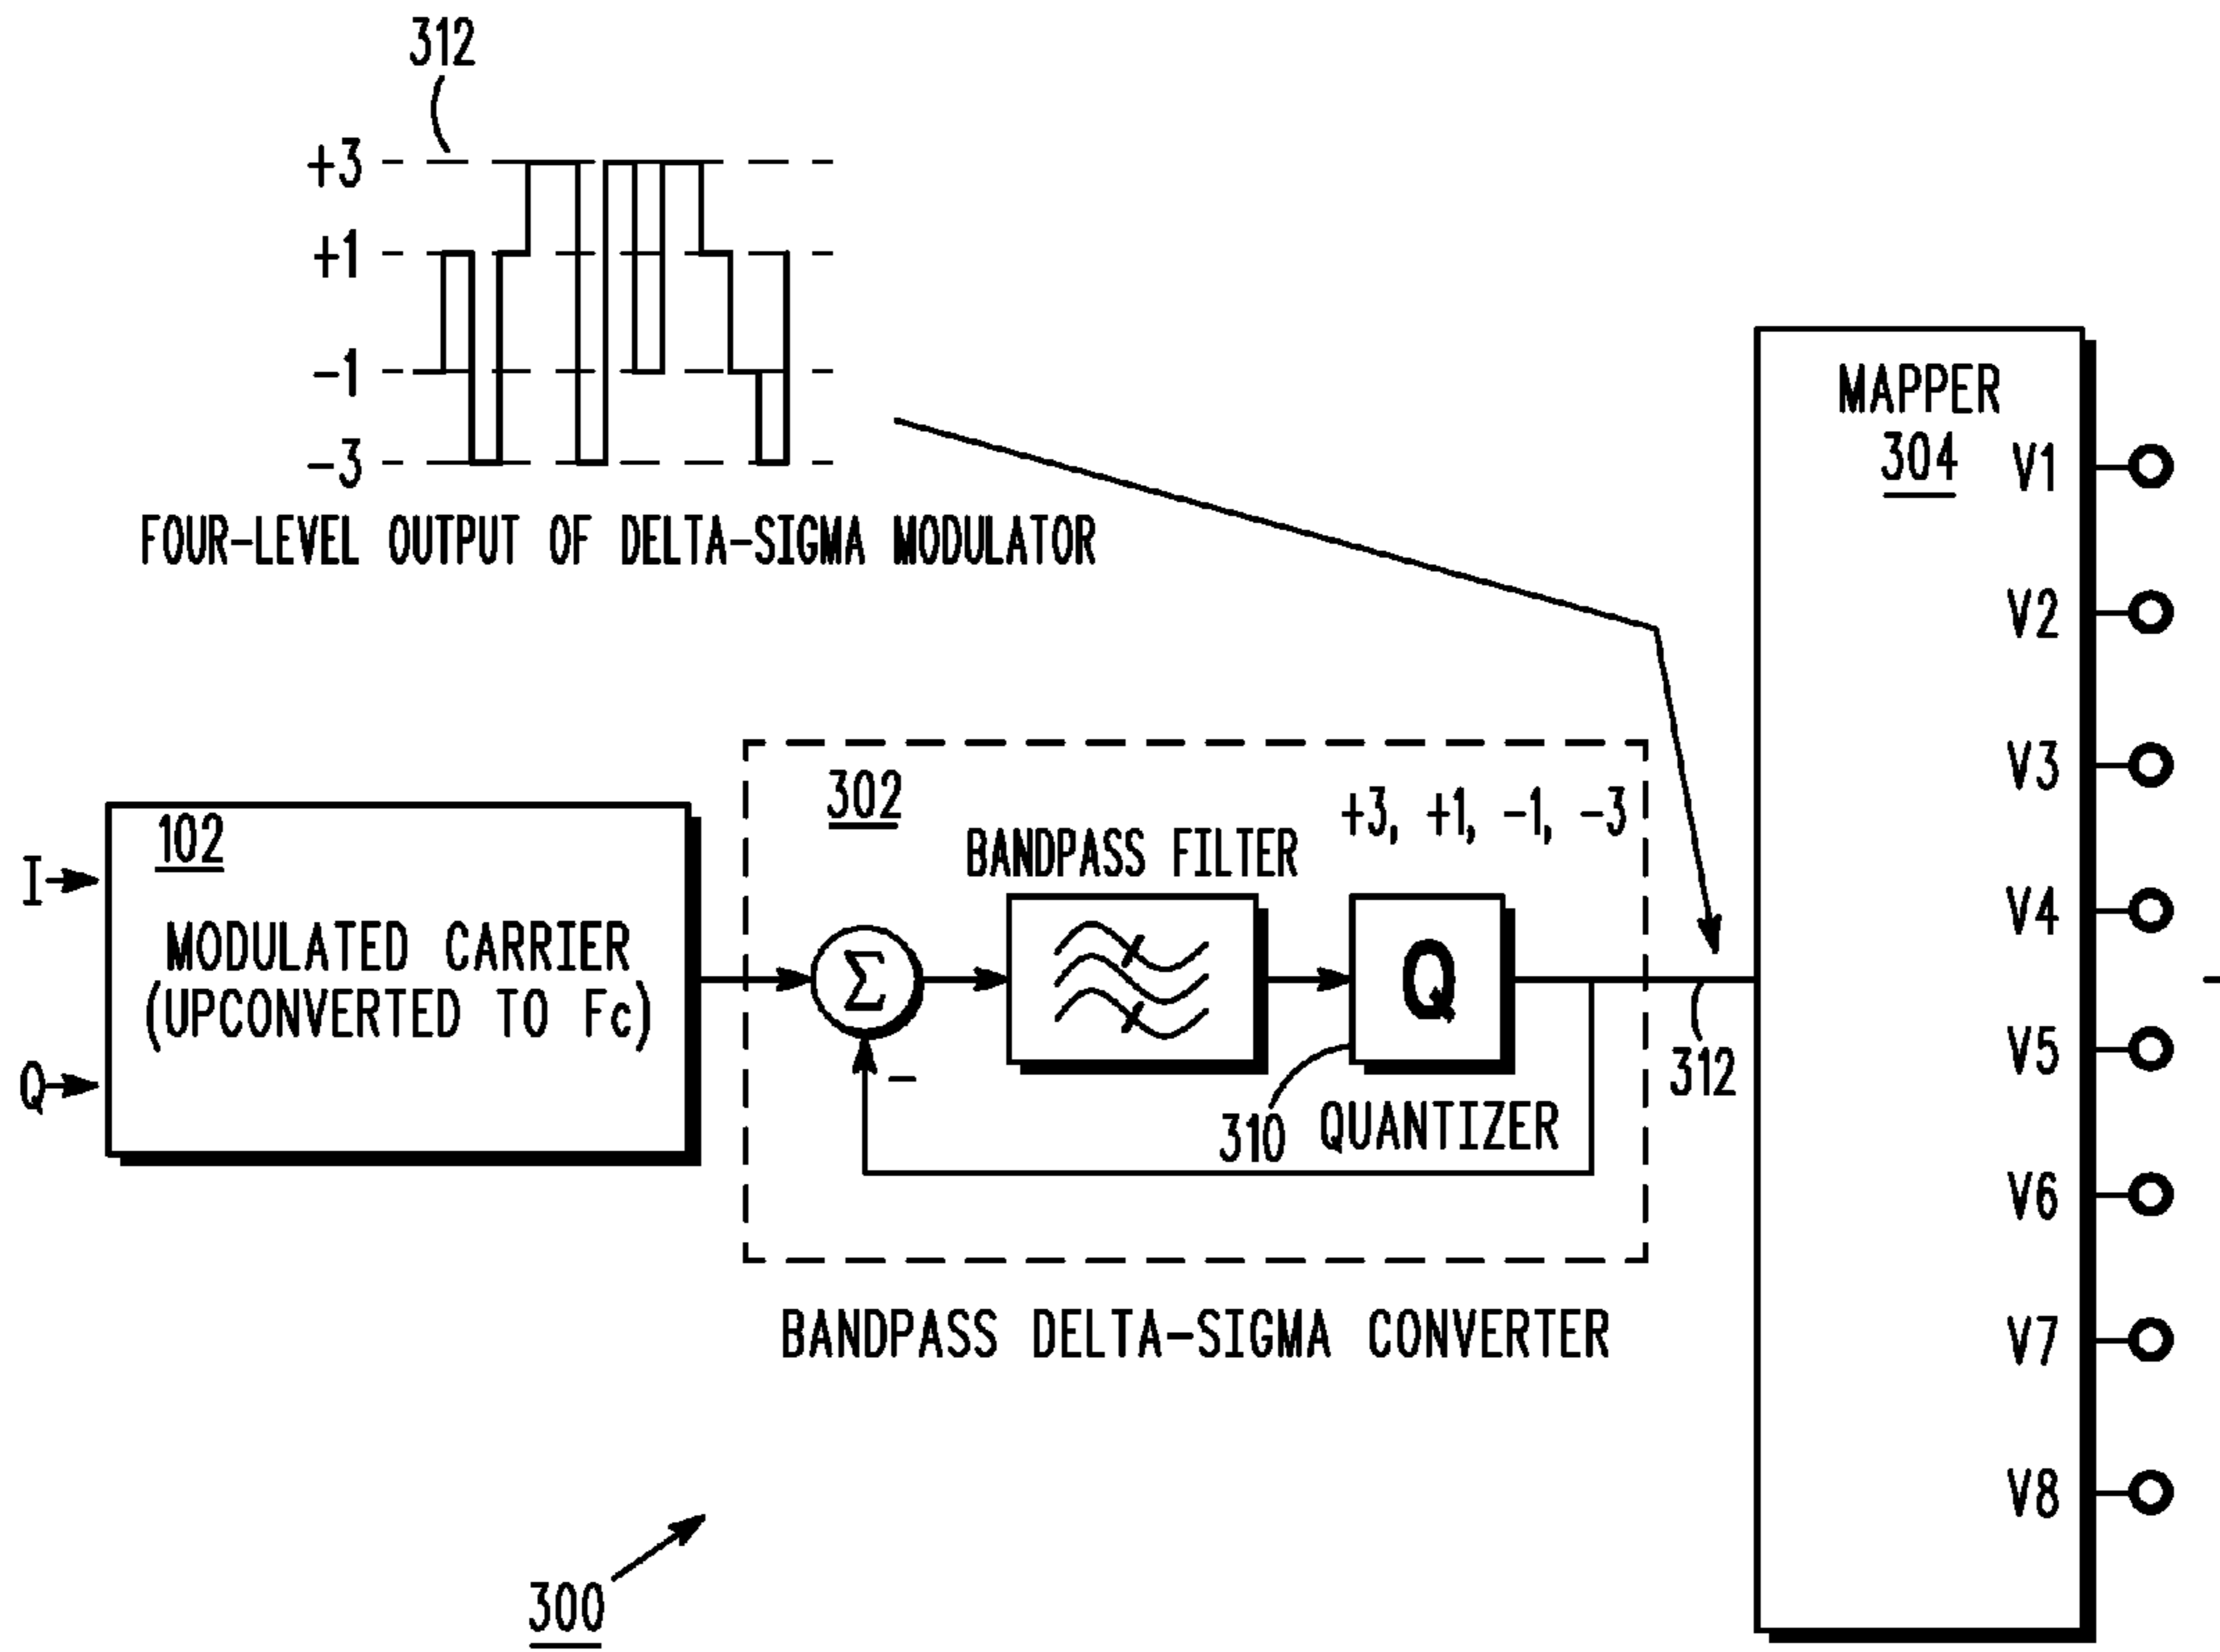 312
+3
+1
-1
-3
FOUR-LEVEL OUTPUT OF DELTA-SIGMA MODULATOR
MAPPER
304
V1
V2
V3
V4
V5
V6
V7
V8
102
I
MODULATED CARRIER
(UPCONVERTED TO Fc)
Q
302
+3, +1, -1, -3
BANDPASS FILTER
Σ
Q
-
310
QUANTIZER
312
BANDPASS DELTA-SIGMA CONVERTER
300